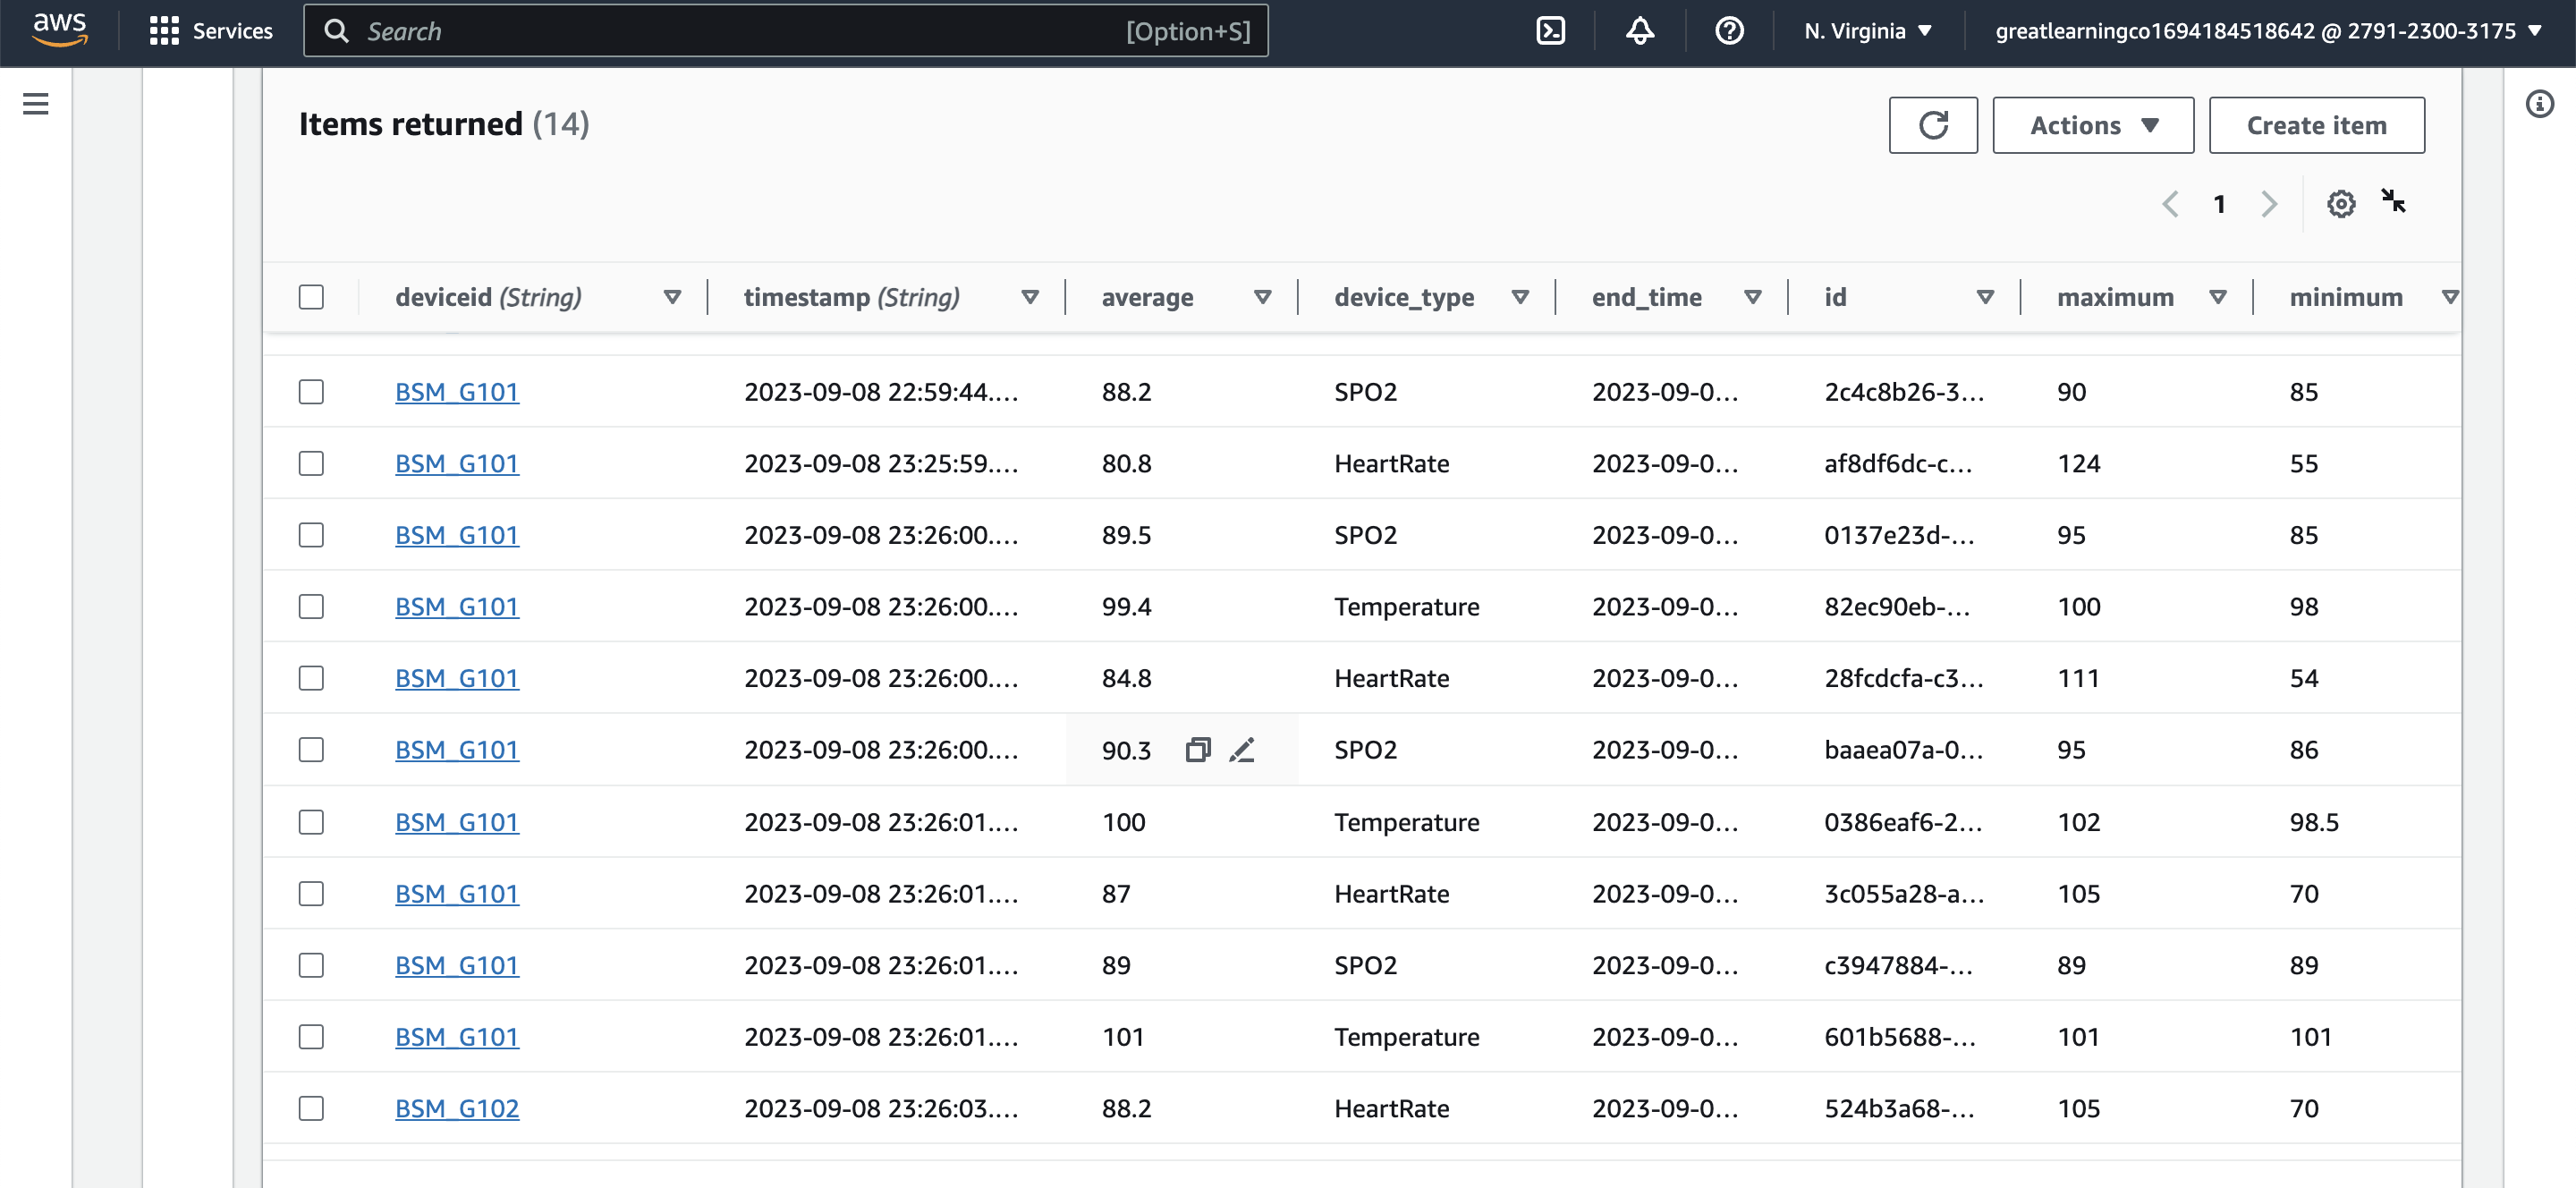 aws Services Search [Option+S] N. Virginia greatlearningco1694184518642 @ 2791-2300-3175
Items returned (14) Actions Create item
1
deviceid (String) timestamp (String) average device_type end_time id maximum minimum
BSM_G101 2023-09-08 22:59:44.... 88.2 SPO2 2023-09-0... 2c4c8b26-3... 90 85
BSM_G101 2023-09-08 23:25:59.... 80.8 HeartRate 2023-09-0... af8df6dc-c... 124 55
BSM_G101 2023-09-08 23:26:00.... 89.5 SPO2 2023-09-0... 0137e23d-... 95 85
BSM_G101 2023-09-08 23:26:00.... 99.4 Temperature 2023-09-0... 82ec90eb-... 100 98
BSM_G101 2023-09-08 23:26:00.... 84.8 HeartRate 2023-09-0... 28fcdcfa-c3... 111 54
BSM_G101 2023-09-08 23:26:00.... 90.3 SPO2 2023-09-0... baaea07a-0... 95 86
BSM_G101 2023-09-08 23:26:01.... 100 Temperature 2023-09-0... 0386eaf6-2... 102 98.5
BSM_G101 2023-09-08 23:26:01.... 87 HeartRate 2023-09-0... 3c055a28-a... 105 70
BSM_G101 2023-09-08 23:26:01.... 89 SPO2 2023-09-0... c3947884-... 89 89
BSM_G101 2023-09-08 23:26:01.... 101 Temperature 2023-09-0... 601b5688-... 101 101
BSM_G102 2023-09-08 23:26:03.... 88.2 HeartRate 2023-09-0... 524b3a68-... 105 70